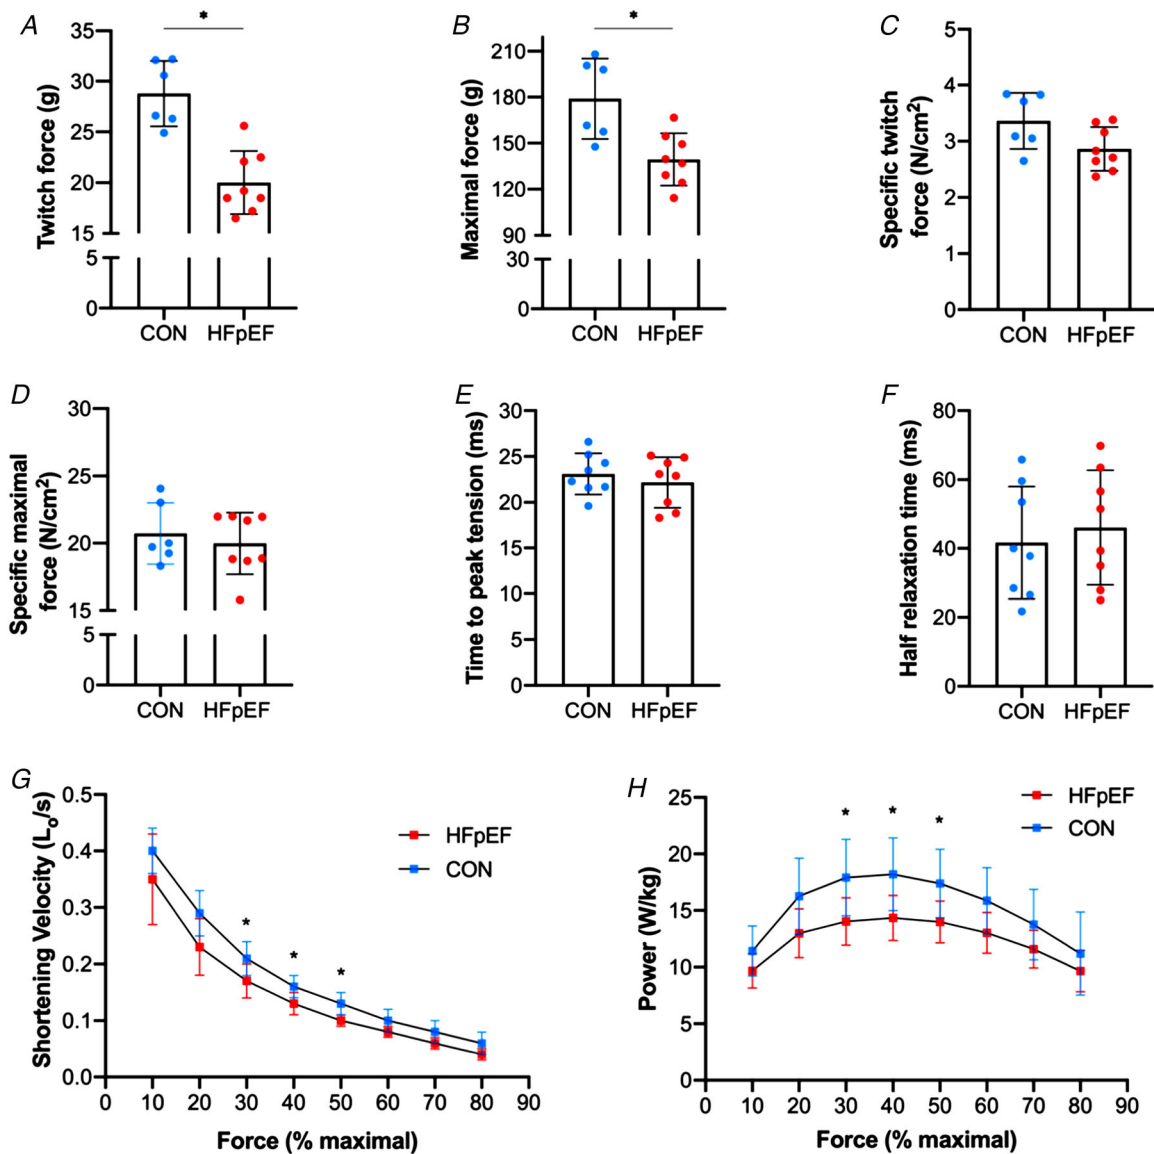 A
Twitch force (g)
35
30
25
20
15
5
0
*
CON
HFpEF
B
Maximal force (g)
210
180
150
120
90
30
0
*
CON
HFpEF
C
Specific twitch
force (N/cm²)
5
4
3
2
1
0
CON
HFpEF
D
Specific maximal
force (N/cm²)
30
25
20
15
5
0
CON
HFpEF
E
Time to peak tension (ms)
30
25
20
15
10
5
0
CON
HFpEF
F
Half relaxation time (ms)
80
60
40
20
0
CON
HFpEF
G
Shortening Velocity (Lo/s)
0.5
0.4
0.3
0.2
0.1
0.0
HFpEF
CON
* * *
0 10 20 30 40 50 60 70 80 90
Force (% maximal)
H
Power (W/kg)
25
20
15
10
5
0
HFpEF
CON
* * *
0 10 20 30 40 50 60 70 80 90
Force (% maximal)